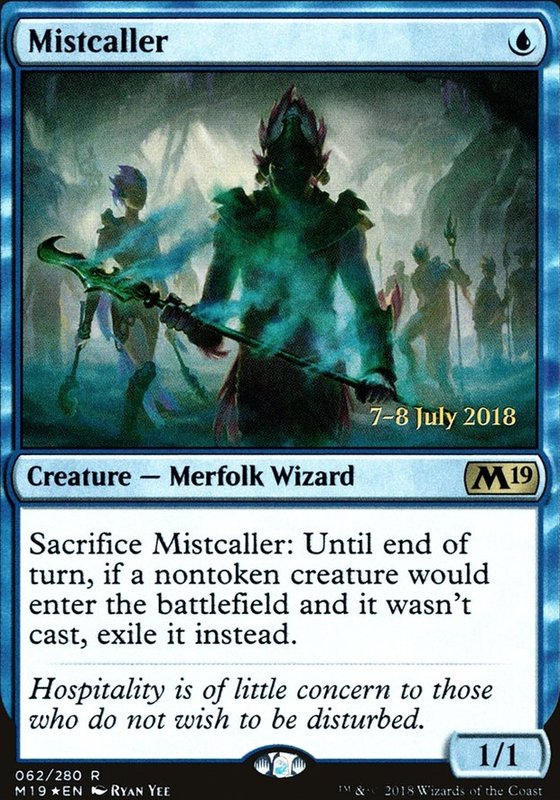 Mistcaller
7–8 July 2018
Creature — Merfolk Wizard
M19
Sacrifice Mistcaller: Until end of
turn, if a nontoken creature would
enter the battlefield and it wasn't
cast, exile it instead.
Hospitality is of little concern to those
who do not wish to be disturbed.
1/1
062/280 R
M19 ★ EN Ryan Yee
™ & © 2018 Wizards of the Coast